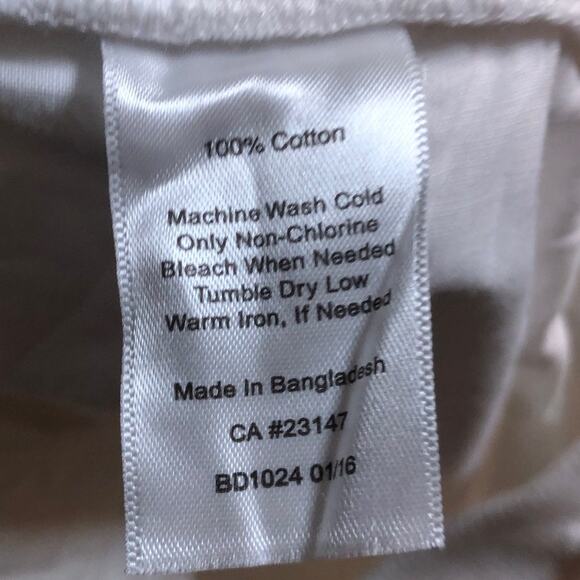 100% Cotton
Machine Wash Cold
Only Non-Chlorine
Bleach When Needed
Tumble Dry Low
Warm Iron, If Needed
Made In Bangladesh
CA #23147
BD1024 01/16